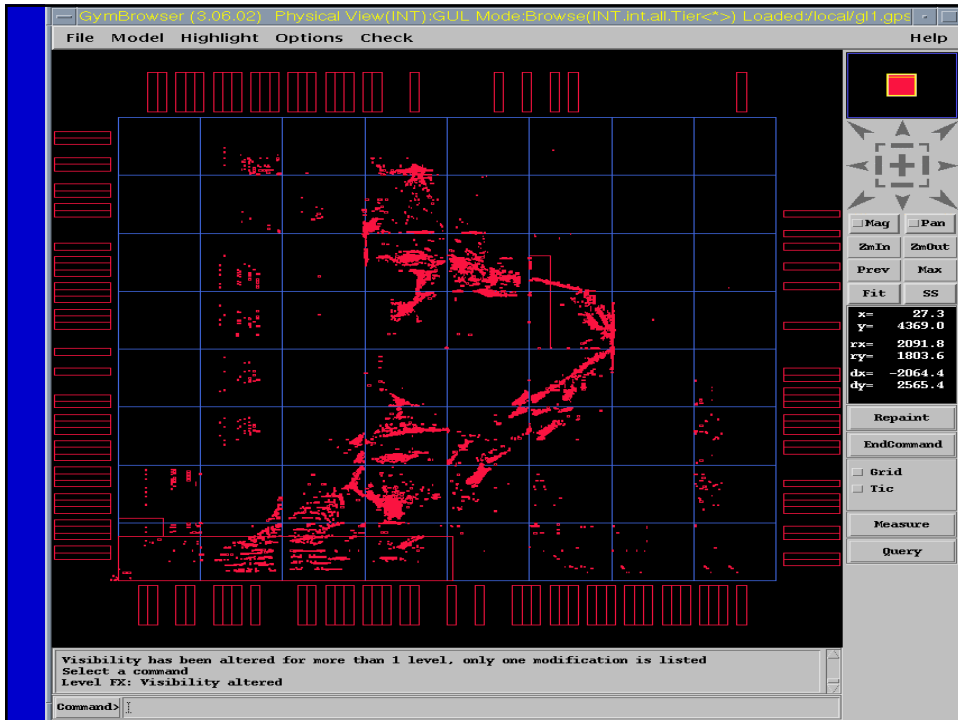 GymBrowser (3.06.02) Physical View(INT):GUL Mode:Browse(INT.Int.all.Tier<*>) Loaded:/local/gl1.gps
File Model Highlight Options Check Help
Mag Pan
ZmIn ZmOut
Prev Max
Fit SS
x= 27.3
y= 4369.0
rx= 2091.8
ry= 1803.6
dx= -2064.4
dy= 2565.4
Repaint
EndCommand
Grid
Tic
Measure
Query
Visibility has been altered for more than 1 level, only one modification is listed
Select a command
Level FX: Visibility altered
Command>